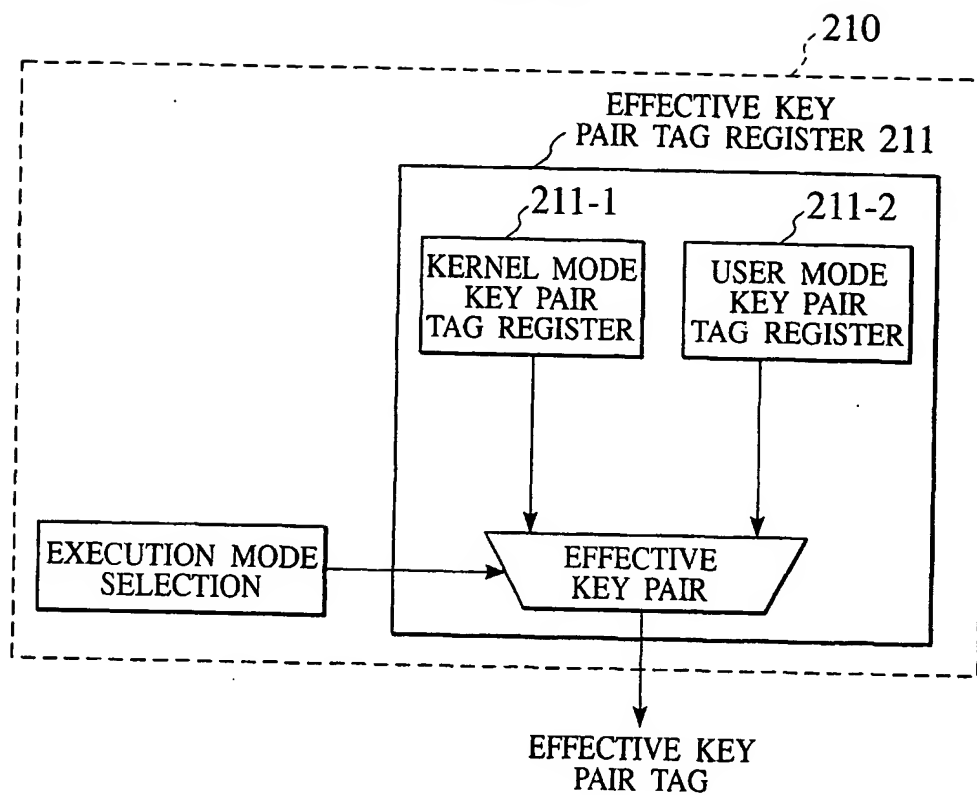 210
EFFECTIVE KEY
PAIR TAG REGISTER 211
211-1
211-2
KERNEL MODE
KEY PAIR
TAG REGISTER
USER MODE
KEY PAIR
TAG REGISTER
EXECUTION MODE
SELECTION
EFFECTIVE
KEY PAIR
EFFECTIVE KEY
PAIR TAG